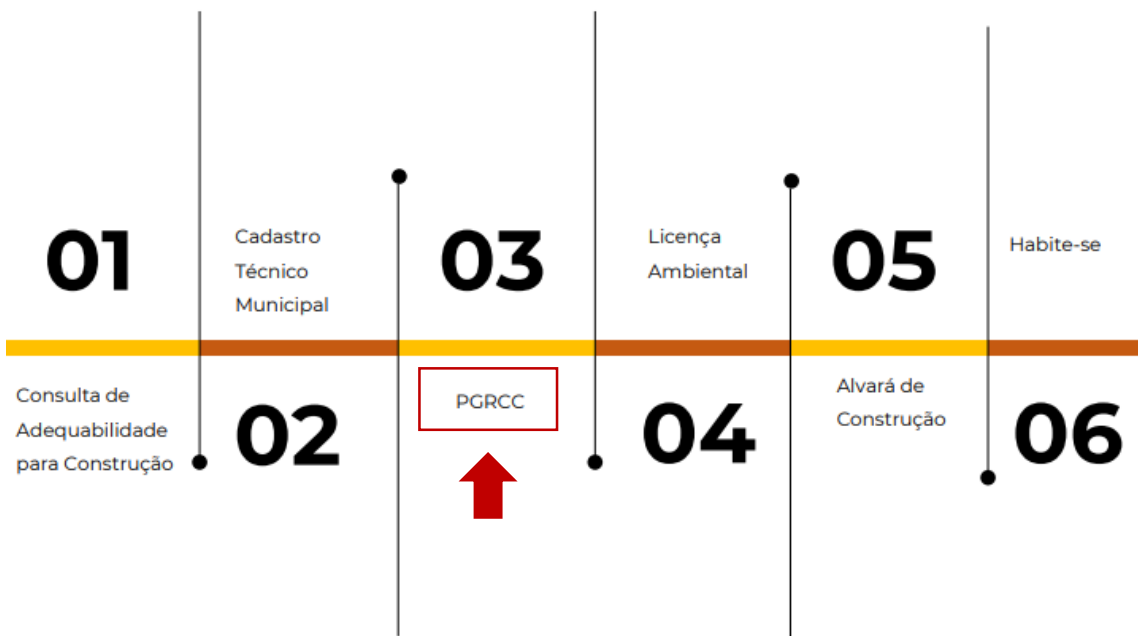 01
Consulta de
Adequabilidade
para Construção
Cadastro
Técnico
Municipal
02
03
PGRCC
Licença
Ambiental
04
05
Alvará de
Construção
Habite-se
06